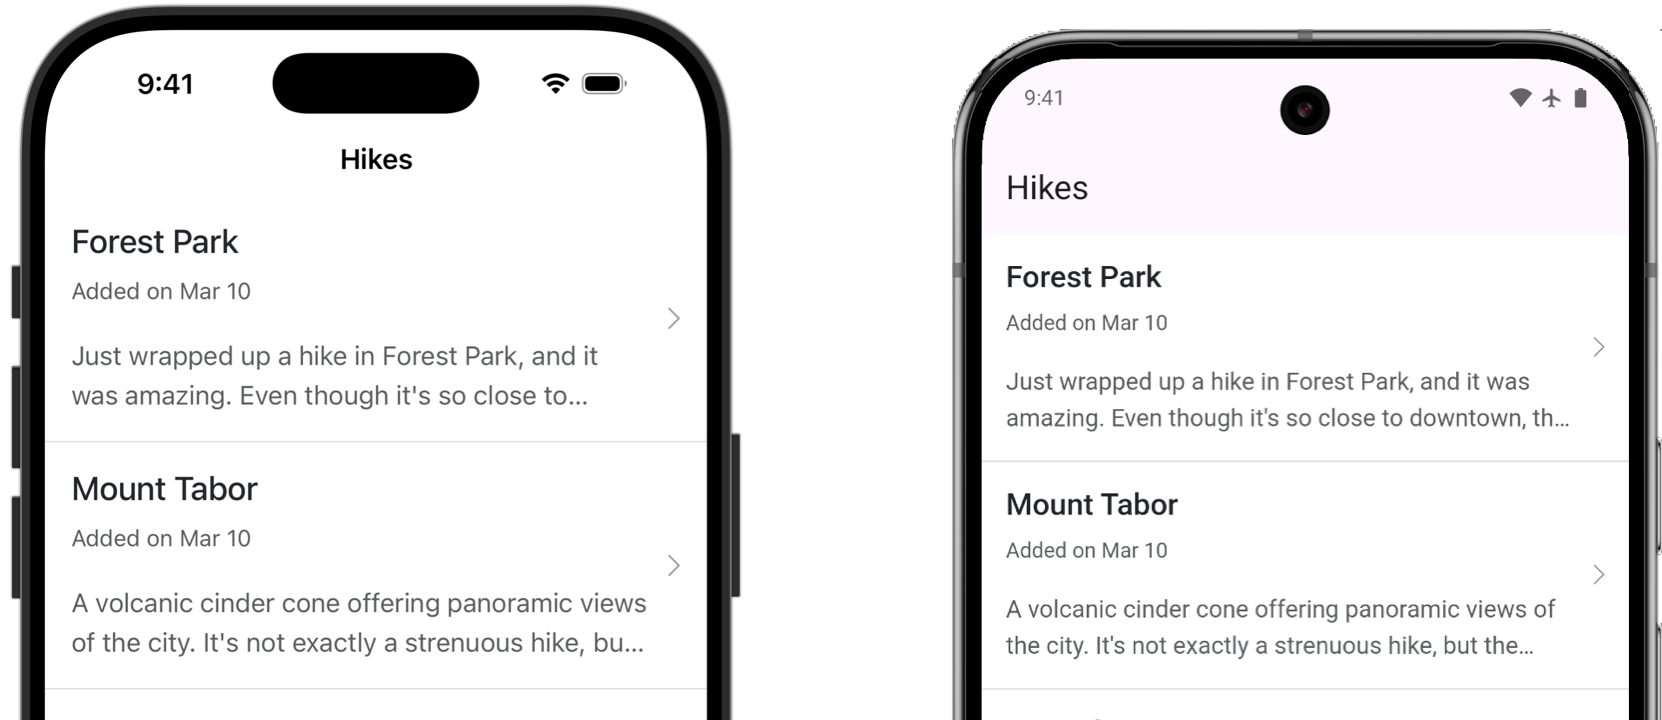 9:41
Hikes
Forest Park
Added on Mar 10
Just wrapped up a hike in Forest Park, and it
was amazing. Even though it's so close to...
Mount Tabor
Added on Mar 10
A volcanic cinder cone offering panoramic views
of the city. It's not exactly a strenuous hike, bu...
9:41
Hikes
Forest Park
Added on Mar 10
Just wrapped up a hike in Forest Park, and it was
amazing. Even though it's so close to downtown, th...
Mount Tabor
Added on Mar 10
A volcanic cinder cone offering panoramic views of
the city. It's not exactly a strenuous hike, but the...